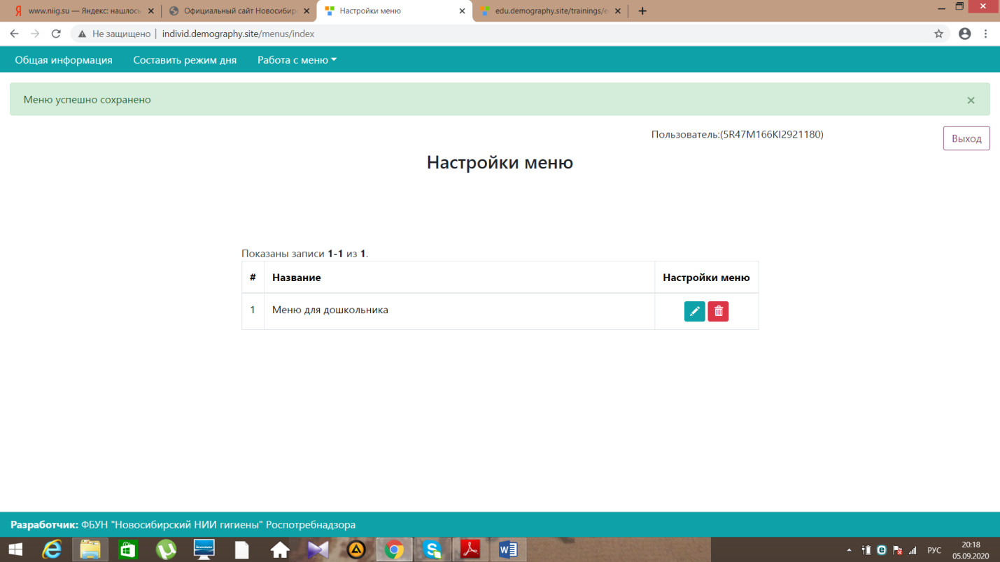 www.niig.su — Яндекс: нашлось
Официальный сайт Новосибир
Настройки меню
edu.demography.site/trainings/e
Не защищено | individ.demography.site/menus/index
Общая информация
Составить режим дня
Работа с меню
Меню успешно сохранено
Пользователь:(5R47M166KI2921180)
Выход
Настройки меню
Показаны записи 1-1 из 1.
# Название Настройки меню
1 Меню для дошкольника
Разработчик: ФБУН "Новосибирский НИИ гигиены" Роспотребнадзора
РУС
20:18
05.09.2020